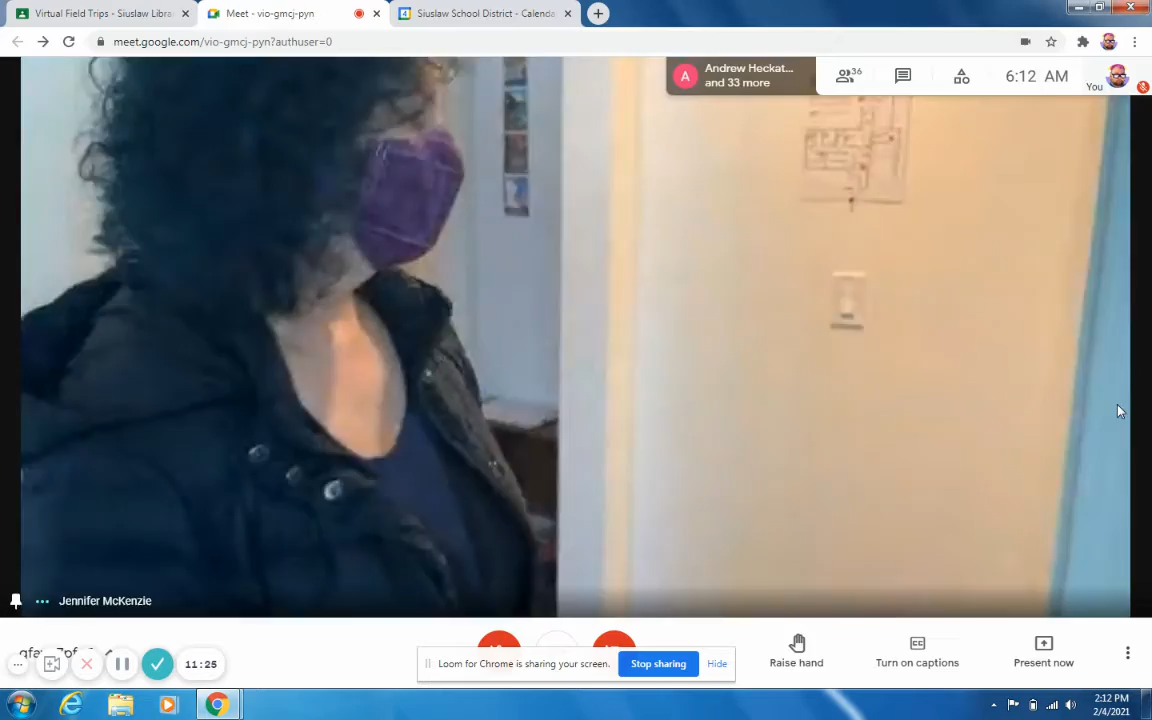 Virtual Field Trips - Siuslaw Libra
Meet - vio-gmcj-pyn
Siuslaw School District - Calenda
meet.google.com/vio-gmcj-pyn?authuser=0
Andrew Heckat...
and 33 more
36
6:12 AM
You
A
Jennifer McKenzie
11:25
Loom for Chrome is sharing your screen.
Stop sharing
Hide
Raise hand
Turn on captions
Present now
2:12 PM
2/4/2021